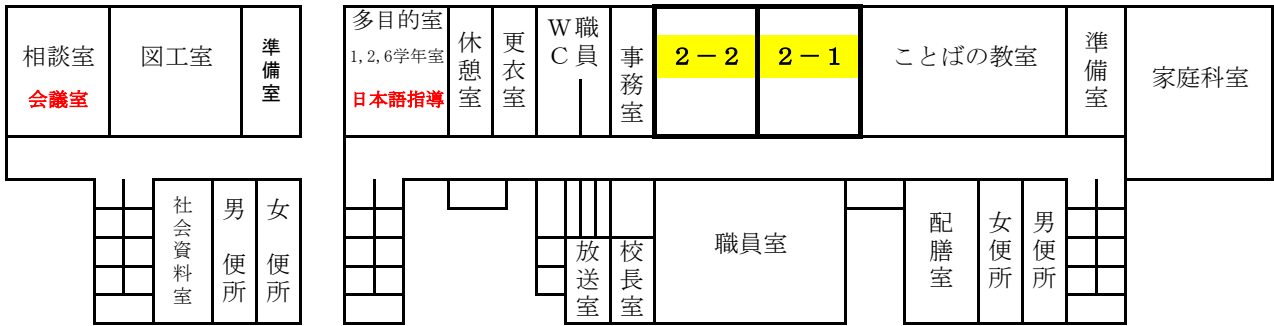 相談室
会議室
図工室
準備室
多目的室
1,2,6学年室
日本語指導
休憩室
更衣室
職員
WC
事務室
２－２
２－１
ことばの教室
準備室
家庭科室
社会資料室
男便所
女便所
放送室
校長室
職員室
配膳室
女便所
男便所